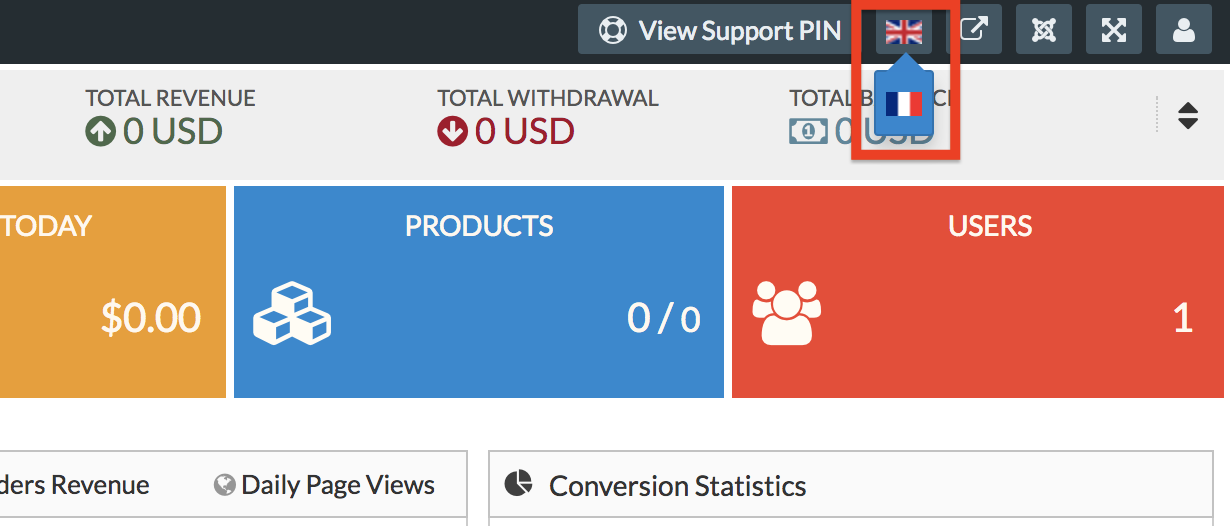 View Support PIN
TOTAL REVENUE
0 USD
TOTAL WITHDRAWAL
0 USD
TOTAL B
1 0 USD
TODAY
$0.00
PRODUCTS
0 / 0
USERS
1
ders Revenue
Daily Page Views
Conversion Statistics